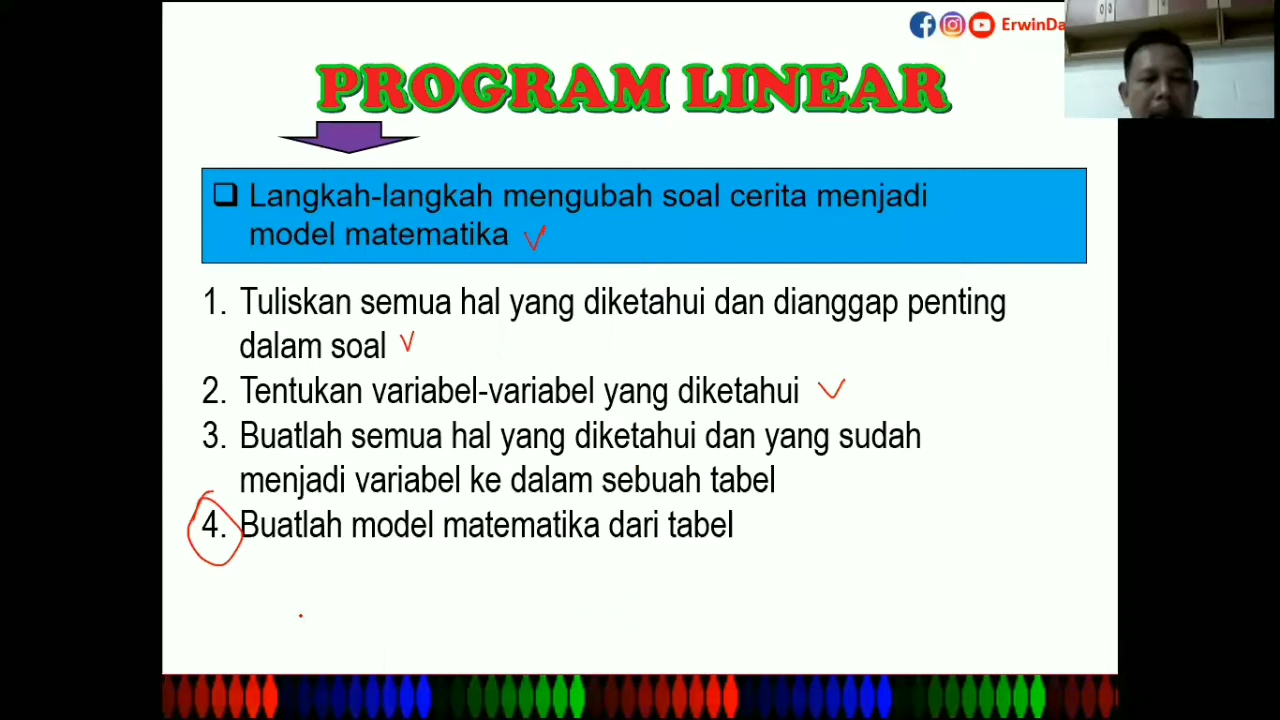 ErwinDa
PROGRAM LINEAR
Langkah-langkah mengubah soal cerita menjadi
model matematika
1. Tuliskan semua hal yang diketahui dan dianggap penting
dalam soal
2. Tentukan variabel-variabel yang diketahui
3. Buatlah semua hal yang diketahui dan yang sudah
menjadi variabel ke dalam sebuah tabel
4. Buatlah model matematika dari tabel